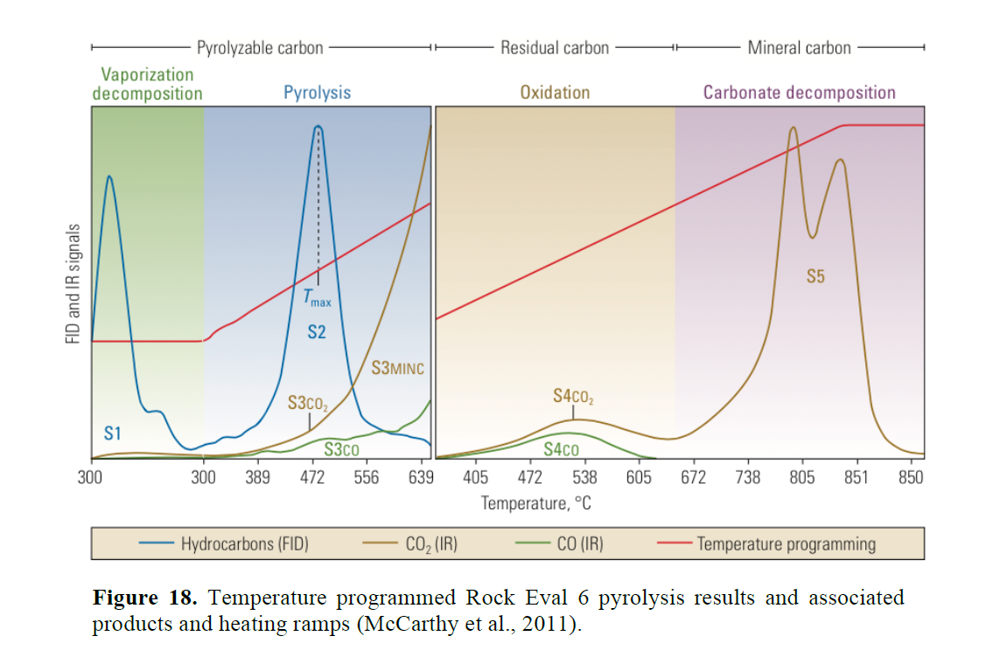 Pyrolyzable carbon Residual carbon Mineral carbon
Vaporization
decomposition Pyrolysis Oxidation Carbonate decomposition
FID and IR signals
Tmax
S2
S5
S3MINC
S3CO₂ S4CO₂
S1
S3CO S4CO
300 300 389 472 556 639 405 472 538 605 672 738 805 851 850
Temperature, °C
Hydrocarbons (FID) CO₂ (IR) CO (IR) Temperature programming
Figure 18. Temperature programmed Rock Eval 6 pyrolysis results and associated
products and heating ramps (McCarthy et al., 2011).